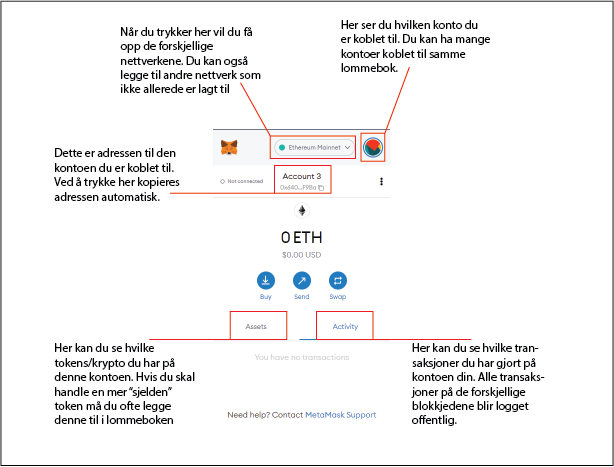 Når du trykker her vil du få
opp de forskjellige
nettverkene. Du kan også
legge til andre nettverk som
ikke allerede er lagt til
Her ser du hvilken konto du
er koblet til. Du kan ha mange
kontoer koblet til samme
lommebok.
Dette er adressen til den
kontoen du er koblet til.
Ved å trykke her kopieres
adressen automatisk.
Ethereum Mainnet
Not connected
Account 3
0x640...F9Ba
0 ETH
$0.00 USD
Buy
Send
Swap
Assets
Activity
You have no transactions
Her kan du se hvilke
tokens/krypto du har på
denne kontoen. Hvis du skal
handle en mer “sjelden”
token må du ofte legge
denne til i lommeboken
Her kan du se hvilke tran-
saksjoner du har gjort på
kontoen din. Alle transaks-
joner på de forskjellige
blokkjedene blir logget
offentlig.
Need help? Contact MetaMask Support